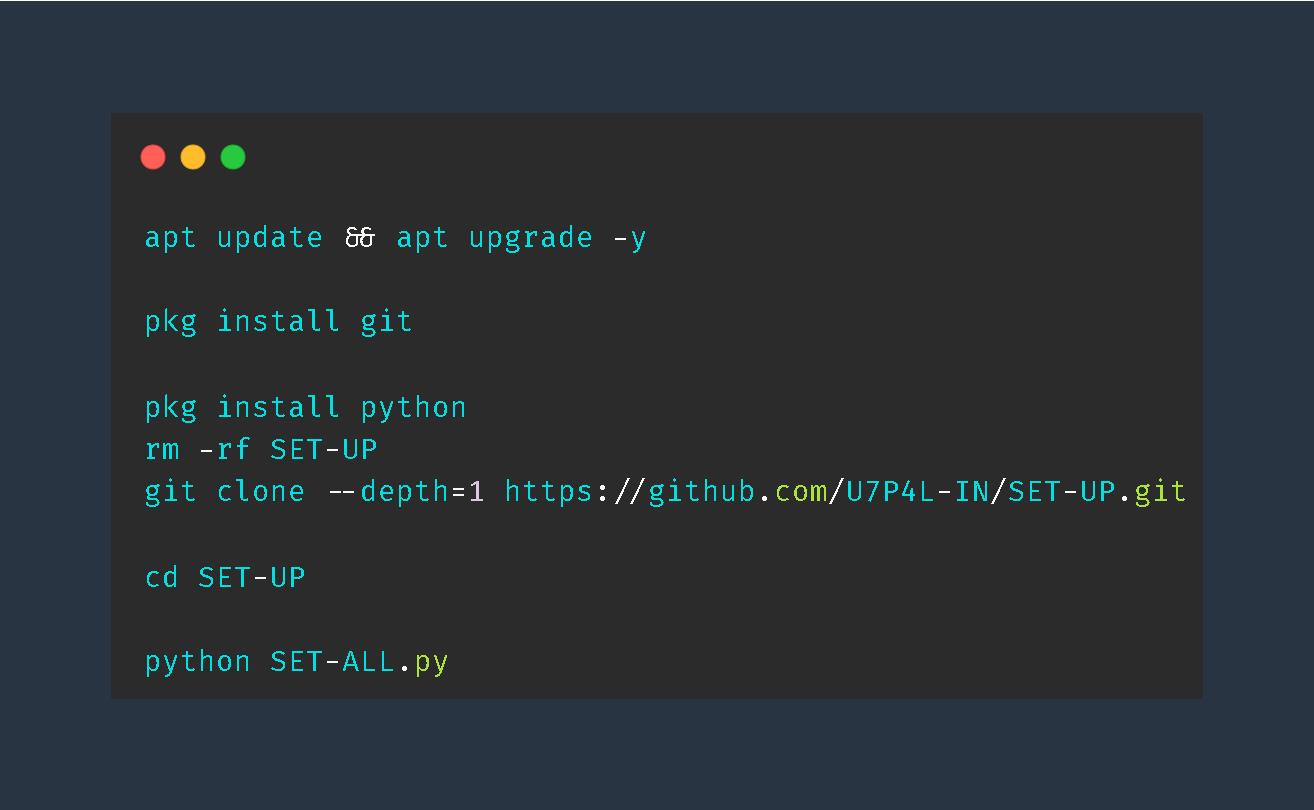 apt update && apt upgrade -y
pkg install git
pkg install python
rm -rf SET-UP
git clone --depth=1 https://github.com/U7P4L-IN/SET-UP.git
cd SET-UP
python SET-ALL.py